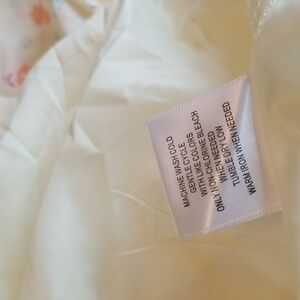 MACHINE WASH COLD
GENTLE CYCLE
WITH LIKE COLORS
ONLY NON-CHLORINE BLEACH
WHEN NEEDED
TUMBLE DRY LOW
WARM IRON WHEN NEEDED